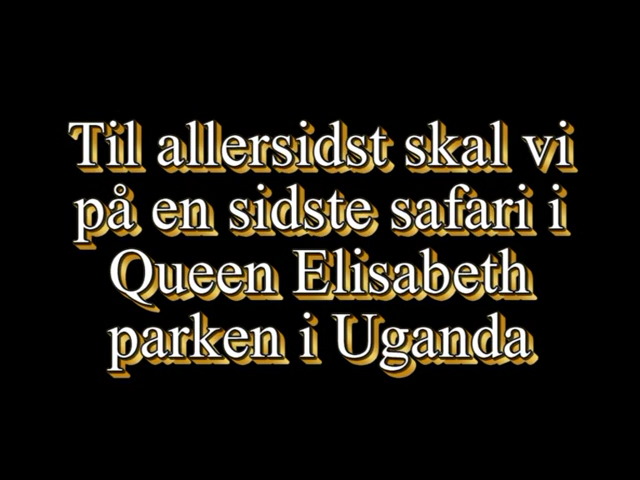 Til allersidst skal vi
på en sidste safari i
Queen Elisabeth
parken i Uganda